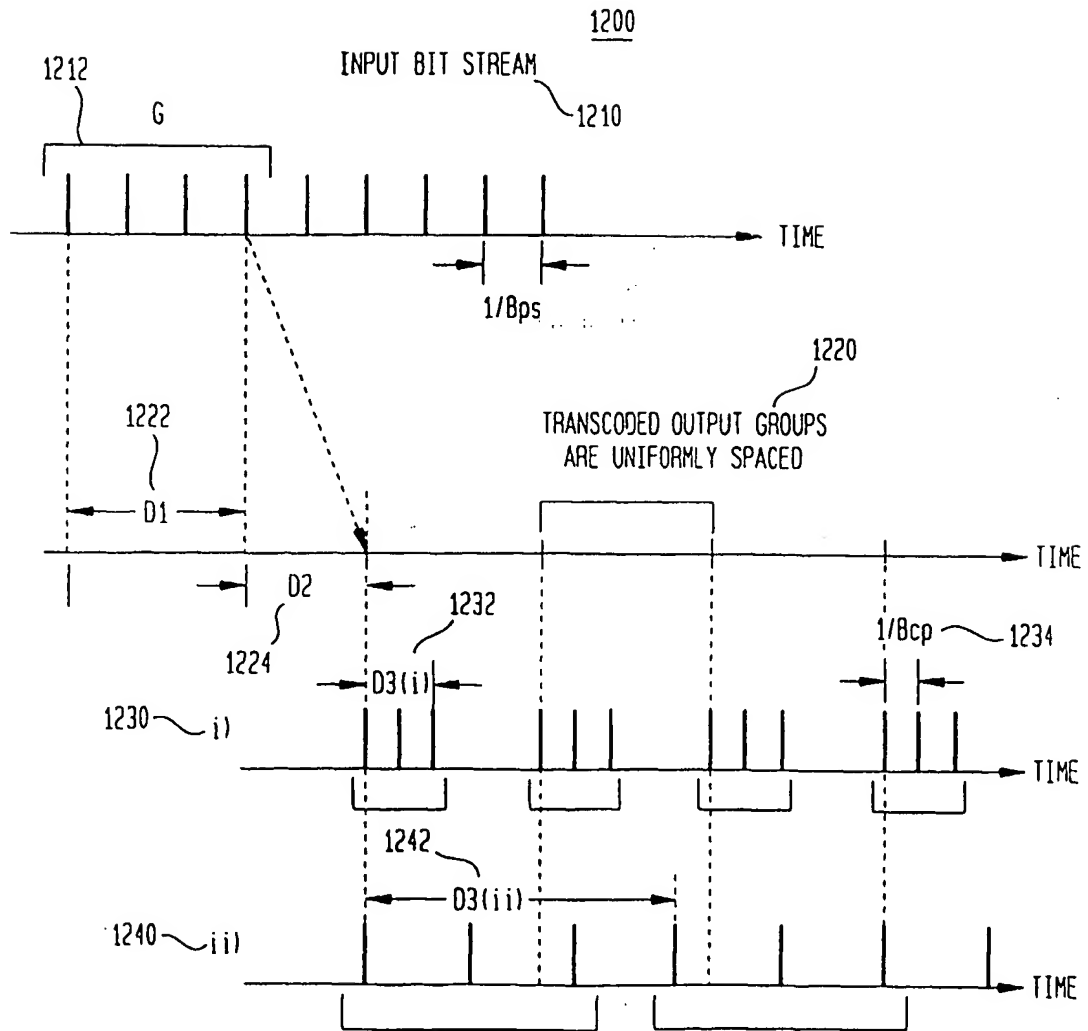 1200
1212
INPUT BIT STREAM
G
1210
TIME
1/Bps
1220
1222
TRANSCODED OUTPUT GROUPS
ARE UNIFORMLY SPACED
D1
TIME
D2
1232
1/Bcp
1234
1224
D3(i)
1230
i)
TIME
1242
D3(ii)
1240
ii)
TIME